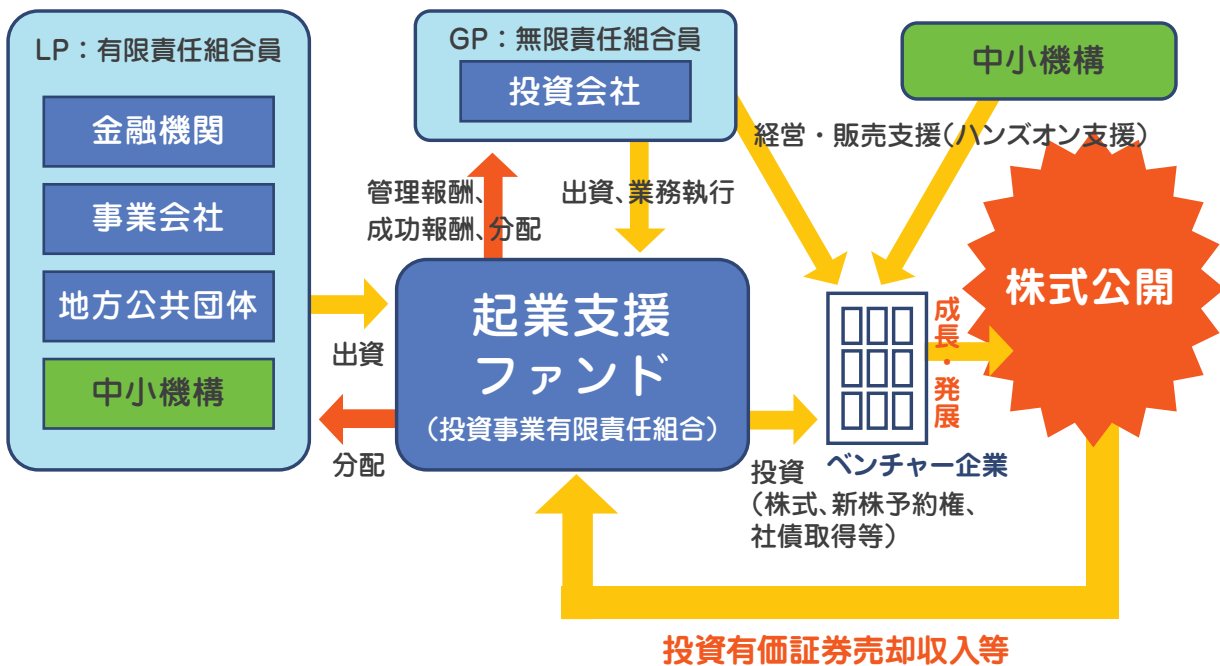 LP：有限責任組合員
金融機関
事業会社
地方公共団体
中小機構
GP：無限責任組合員
投資会社
中小機構
経営・販売支援（ハンズオン支援）
管理報酬、
成功報酬、分配
出資、業務執行
出資
分配
起業支援
ファンド
（投資事業有限責任組合）
投資
（株式、新株予約権、
社債取得等）
ベンチャー企業
成長・発展
株式公開
投資有価証券売却収入等